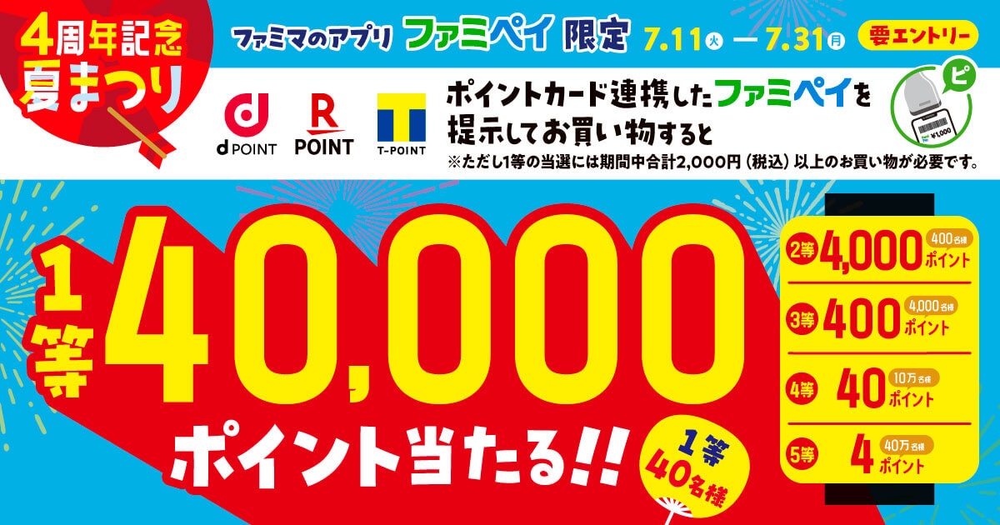 4周年記念
夏まつり
ファミマのアプリ ファミペイ 限定 7.11火 — 7.31月 要エントリー
d POINT
R
POINT
T
T-POINT
ポイントカード連携したファミペイを
提示してお買い物すると
※ただし1等の当選には期間中合計2,000円（税込）以上のお買い物が必要です。
ピ
¥1,000
1等
40,000
ポイント当たる!!
1等
40名様
2等 4,000ポイント 400名様
3等 400ポイント 4,000名様
4等 40ポイント 10万名様
5等 4ポイント 40万名様